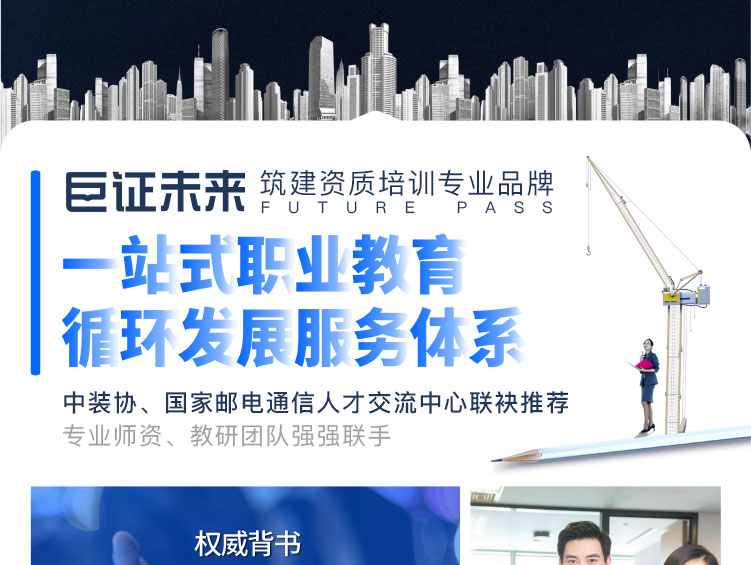 巨证未来 筑建资质培训专业品牌
FUTURE PASS
一站式职业教育
循环发展服务体系
中装协、国家邮电通信人才交流中心联袂推荐
专业师资、教研团队强强联手
权威背书